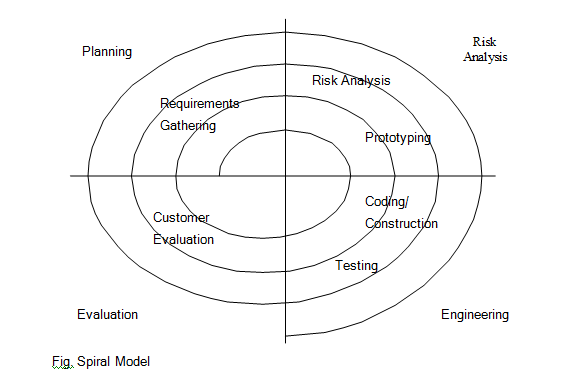 Planning
Risk
Analysis
Risk Analysis
Requirements
Gathering
Prototyping
Customer
Evaluation
Coding/
Construction
Testing
Evaluation
Engineering
Fig. Spiral Model